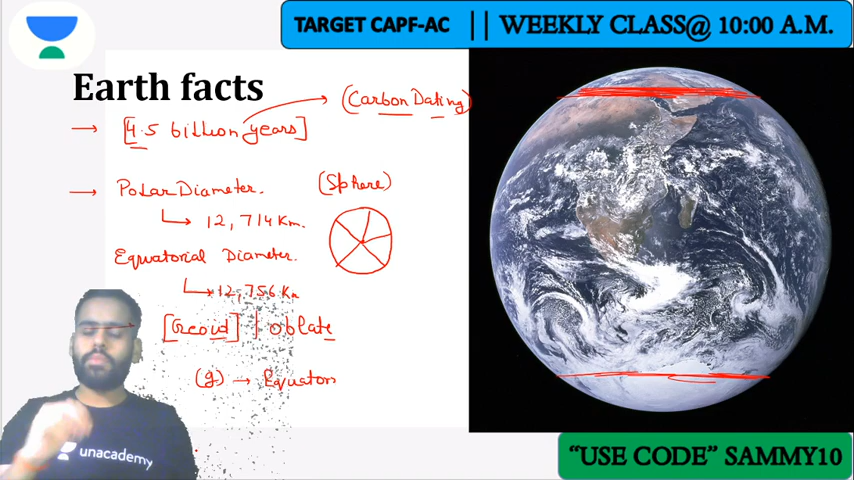 TARGET CAPF-AC || WEEKLY CLASS@ 10:00 A.M.
Earth facts
(Carbon Dating)
→ [4.5 billion years]
→ Polar Diameter. (Sphere)
12,714 Km.
Equatorial Diameter.
12,756 Km
[Geoid] | oblate
(g) → Equator
unacademy
"USE CODE" SAMMY10